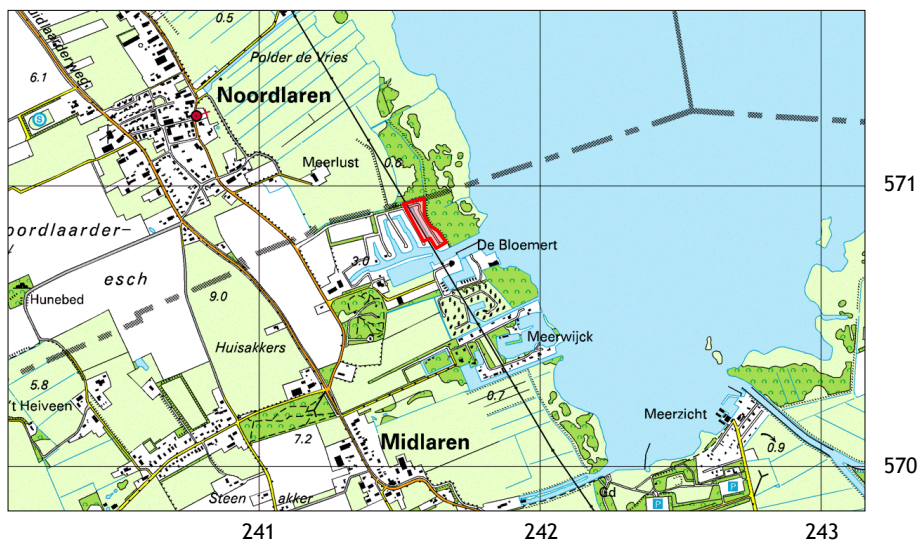 0.5
uidlaarderweg
Polder de Vries
6.1
Noordlaren
S
Meerlust
0.6
571
oordlaarder-
De Bloemert
esch
3.0
Hunebed
9.0
Huisakkers
Meerwijck
5.8
't Heiveen
0.7
Meerzicht
7.2
Midlaren
0.9
570
Steen akker
Gd
P
P
241
242
243